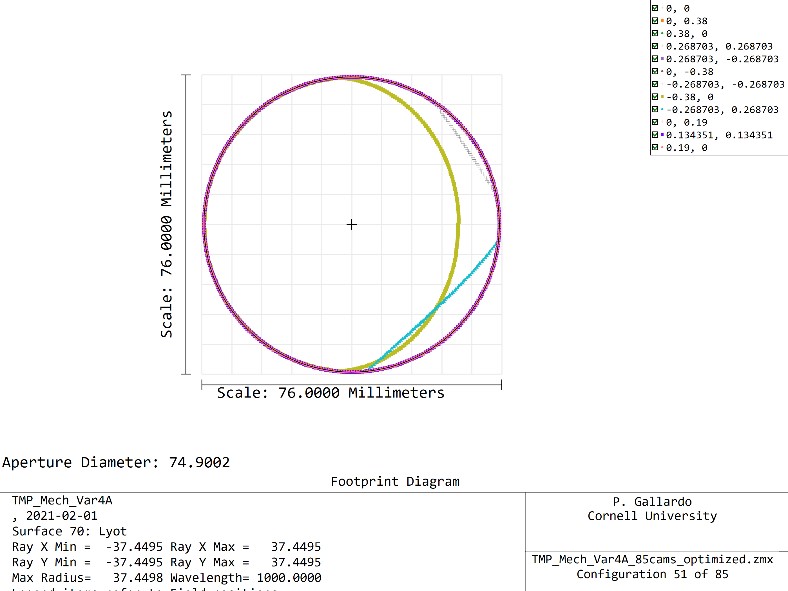 0, 0
0, 0.38
0.38, 0
0.268703, 0.268703
0.268703, -0.268703
0, -0.38
-0.268703, -0.268703
-0.38, 0
-0.268703, 0.268703
0, 0.19
0.134351, 0.134351
0.19, 0
Scale: 76.0000 Millimeters
Scale: 76.0000 Millimeters
Aperture Diameter: 74.9002
Footprint Diagram
TMP_Mech_Var4A
, 2021-02-01
Surface 70: Lyot
Ray X Min = -37.4495 Ray X Max = 37.4495
Ray Y Min = -37.4495 Ray Y Max = 37.4495
Max Radius= 37.4498 Wavelength= 1000.0000
P. Gallardo
Cornell University
TMP_Mech_Var4A_85cams_optimized.zmx
Configuration 51 of 85